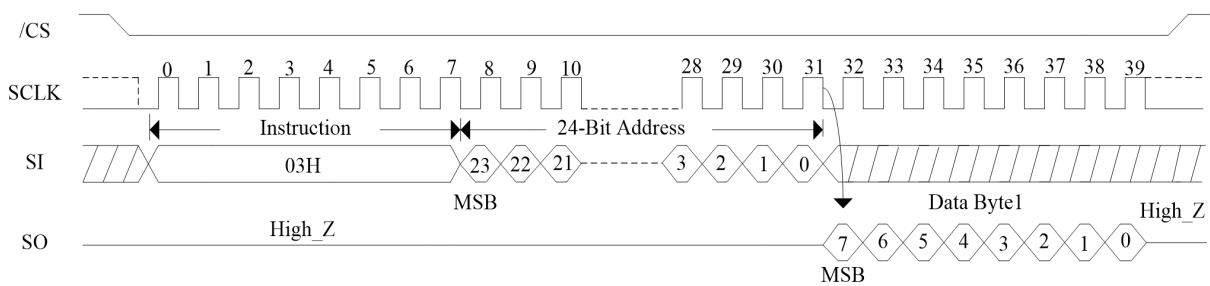 /CS
0 1 2 3 4 5 6 7 8 9 10 28 29 30 31 32 33 34 35 36 37 38 39
SCLK
Instruction 24-Bit Address
SI 03H 23 22 21 3 2 1 0
MSB Data Byte1
High_Z High_Z
SO 7 6 5 4 3 2 1 0
MSB